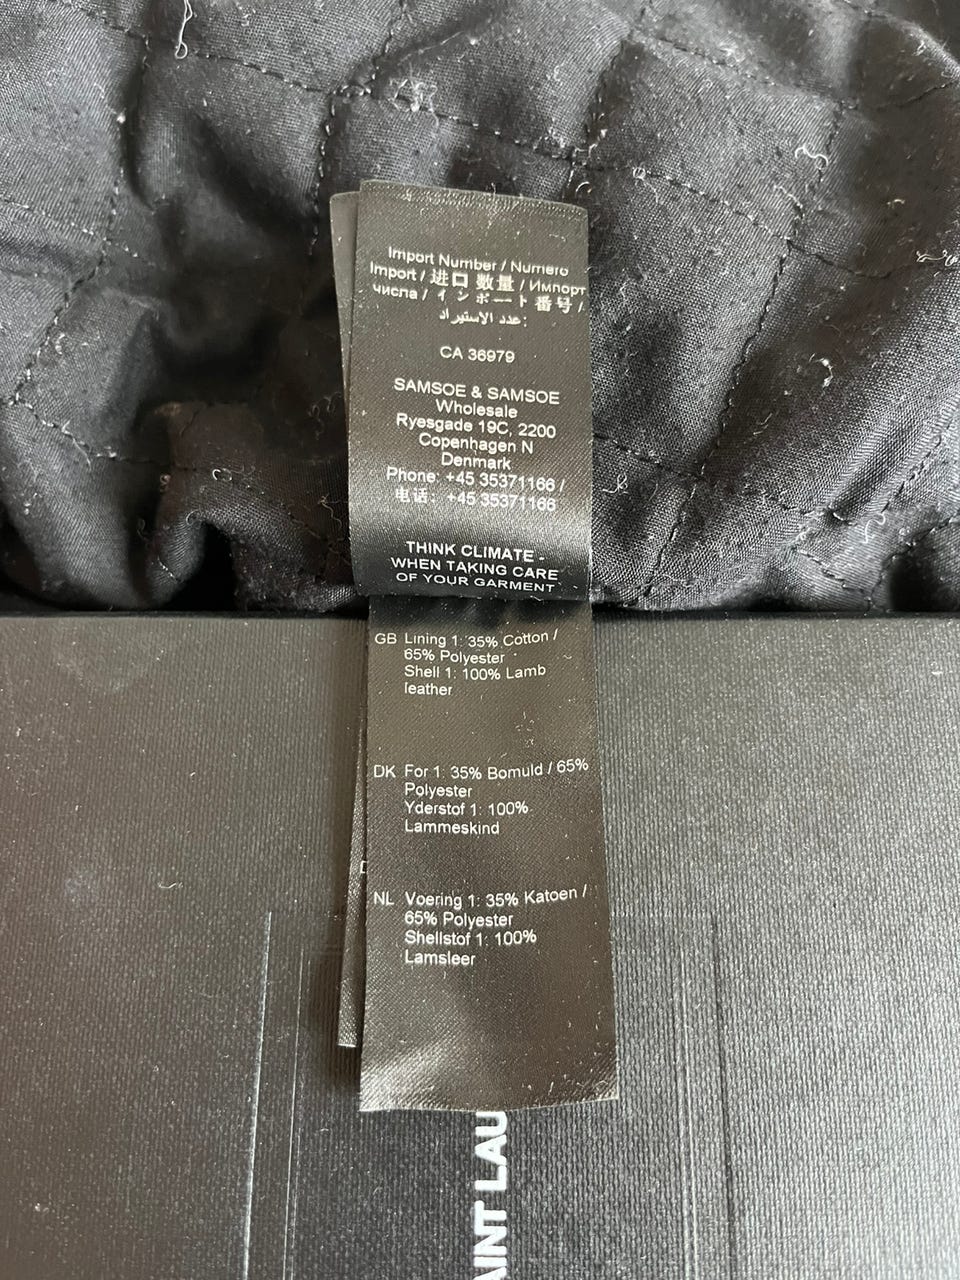 Import Number / Numero
Import / 进口 数量 / Импорт
числа / インポート 番号 /
عدد الاستيراد:
CA 36979
SAMSOE & SAMSOE
Wholesale
Ryesgade 19C, 2200
Copenhagen N
Denmark
Phone: +45 35371166 /
电话: +45 35371166
THINK CLIMATE -
WHEN TAKING CARE
OF YOUR GARMENT
GB Lining 1: 35% Cotton /
65% Polyester
Shell 1: 100% Lamb
leather
DK For 1: 35% Bomuld / 65%
Polyester
Yderstof 1: 100%
Lammeskind
NL Voering 1: 35% Katoen /
65% Polyester
Shellstof 1: 100%
Lamsleer
AINT LAU